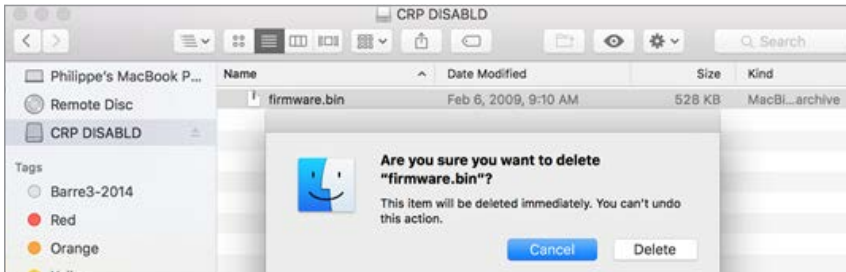 CRP DISABLD
Search
Philippe's MacBook P...
Name
Date Modified
Size
Kind
Remote Disc
firmware.bin
Feb 6, 2009, 9:10 AM
528 KB
MacBi...archive
CRP DISABLD
Tags
Barre3-2014
Red
Orange
Are you sure you want to delete
"firmware.bin"?
This item will be deleted immediately. You can't undo
this action.
Cancel
Delete